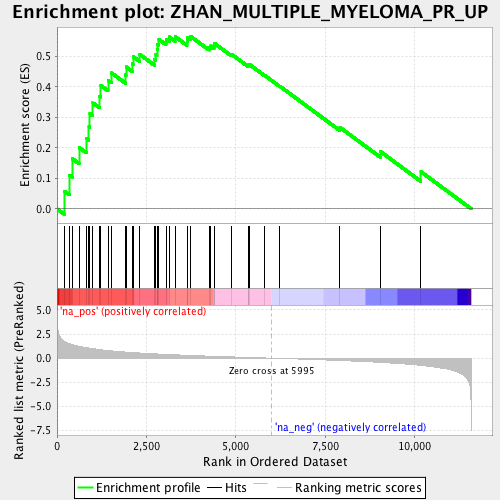 Enrichment plot: ZHAN_MULTIPLE_MYELOMA_PR_UP
Enrichment score (ES)
0.5
0.4
0.3
0.2
0.1
0.0
Ranked list metric (PreRanked)
5.0
2.5
0.0
-2.5
-5.0
-7.5
'na_pos' (positively correlated)
Zero cross at 5995
'na_neg' (negatively correlated)
0
2,500
5,000
7,500
10,000
Rank in Ordered Dataset
Enrichment profile
Hits
Ranking metric scores